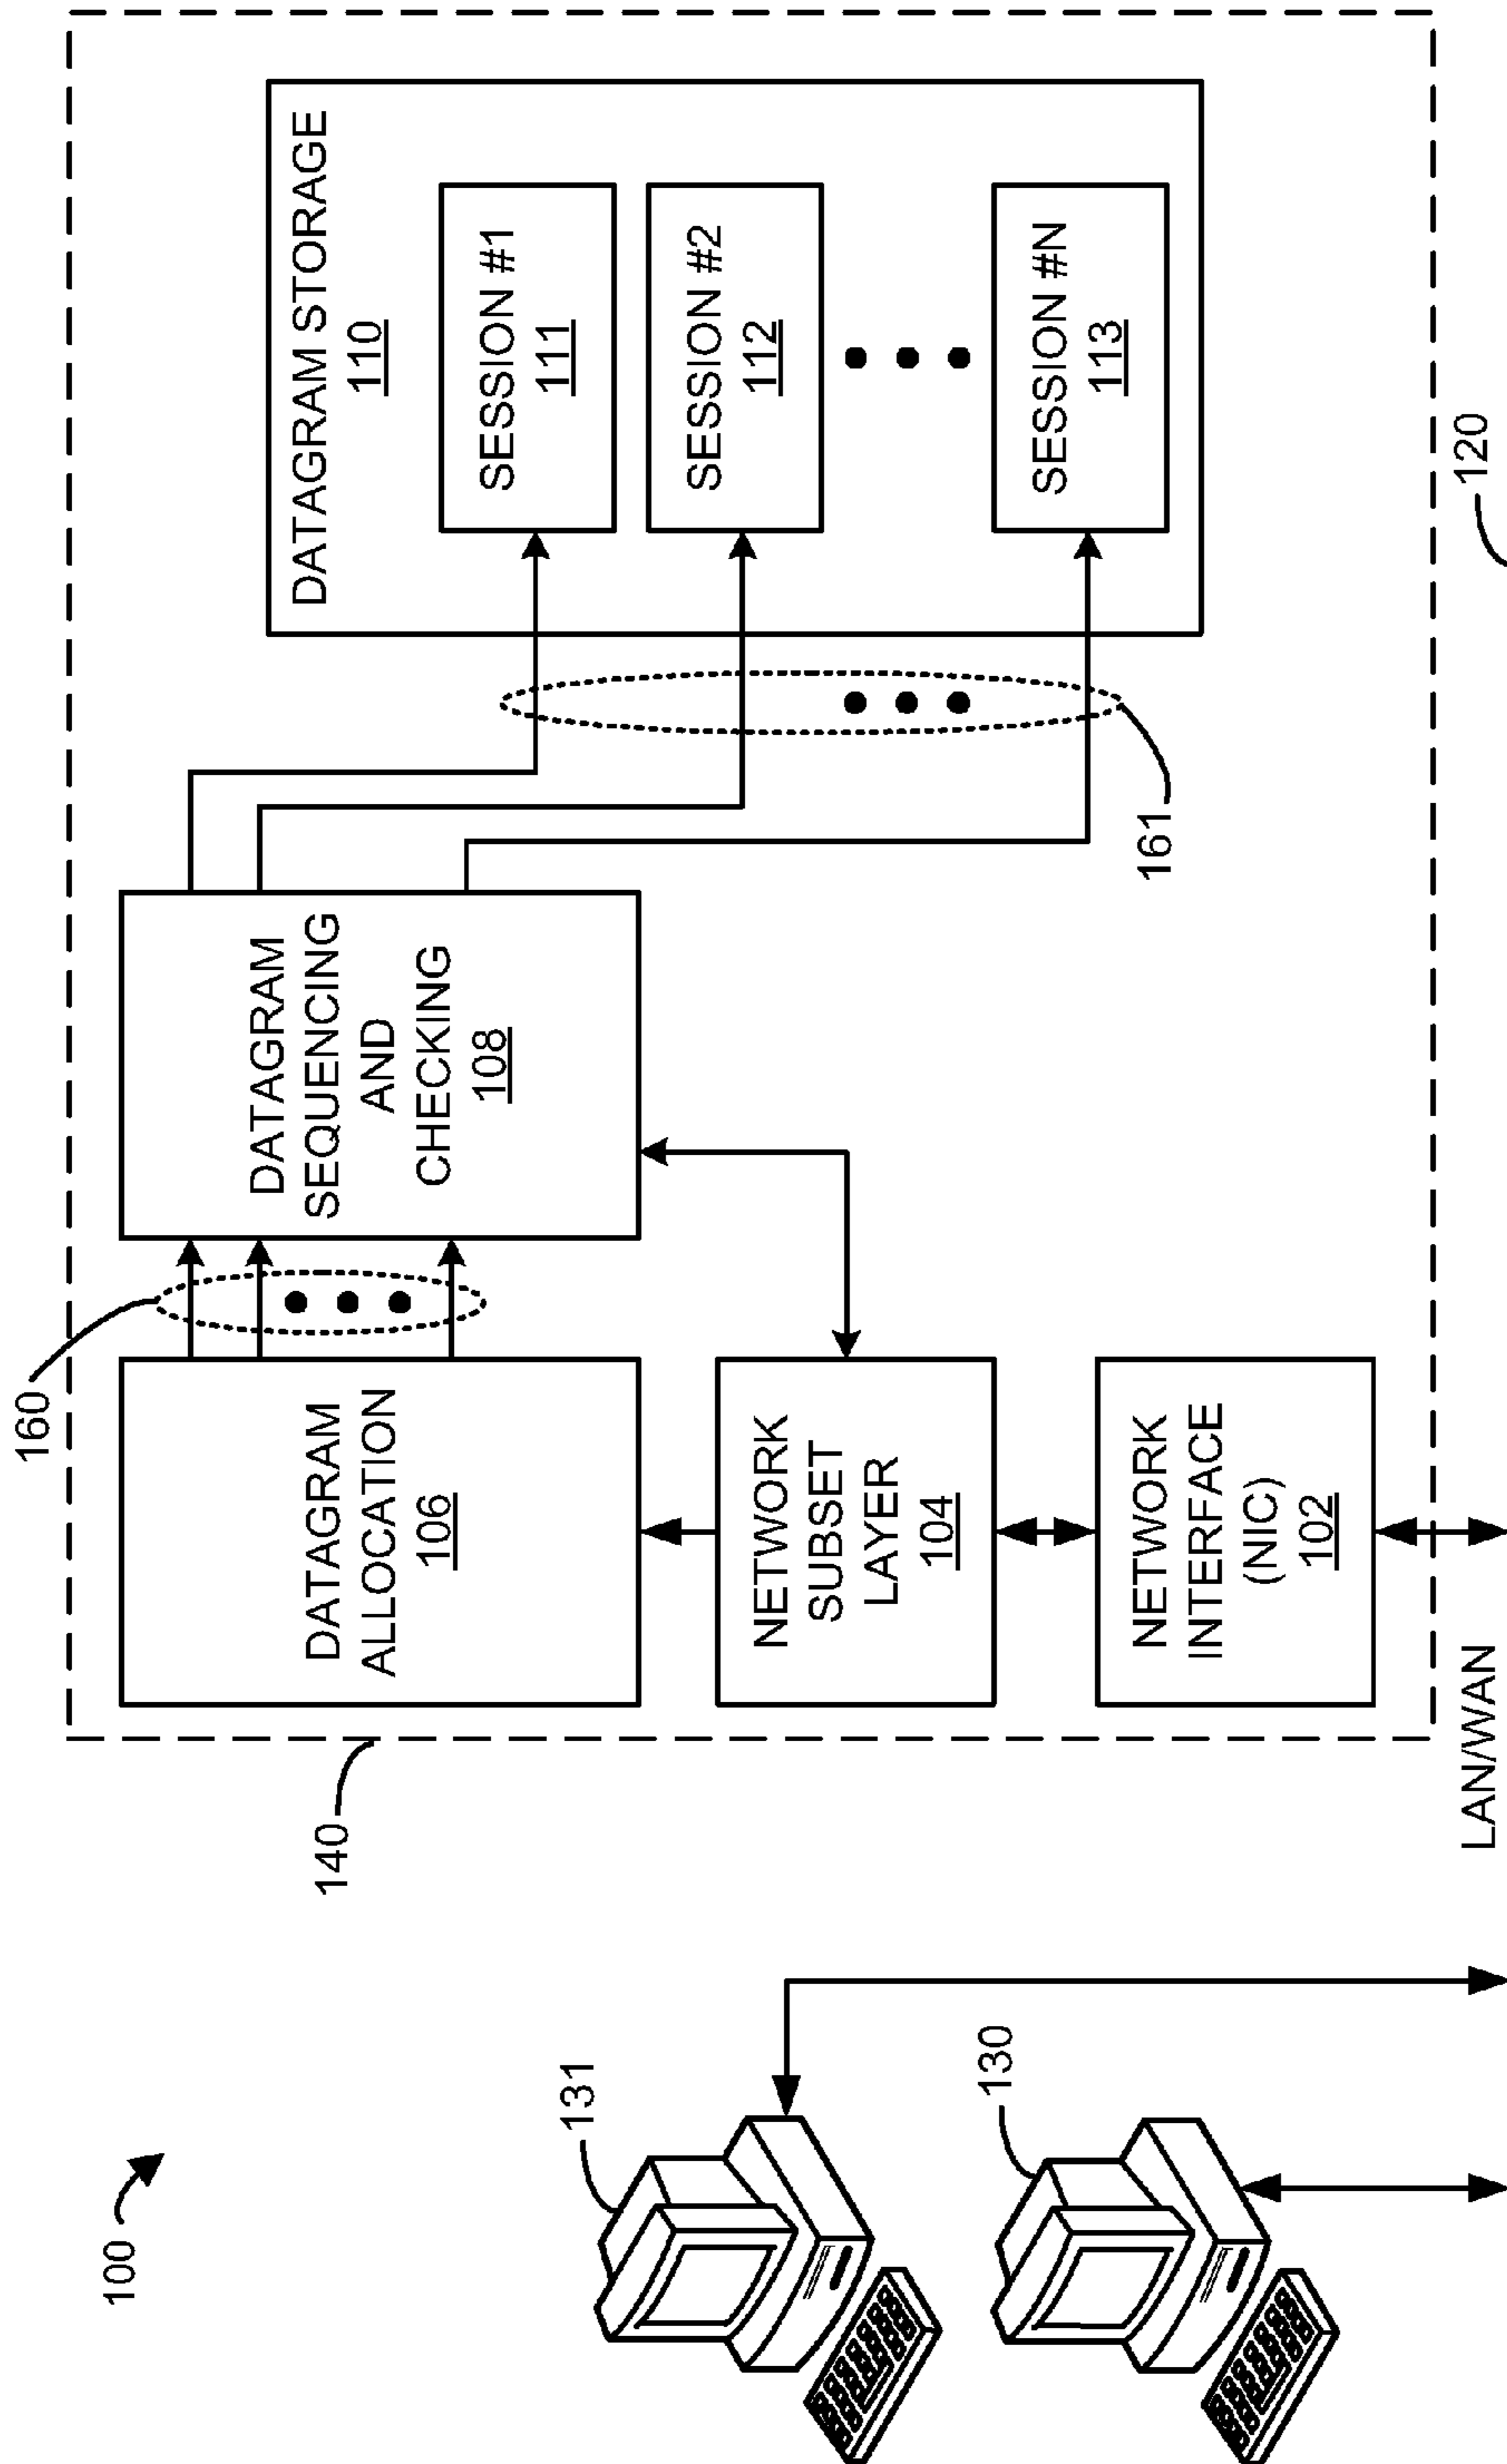 100
131
130
140
160
DATAGRAM
ALLOCATION
106
DATAGRAM
SEQUENCING
AND
CHECKING
108
DATAGRAM STORAGE
110
SESSION #1
111
SESSION #2
112
SESSION #N
113
161
NETWORK
SUBSET
LAYER
104
NETWORK
INTERFACE
(NIC)
102
LAN/WAN
120